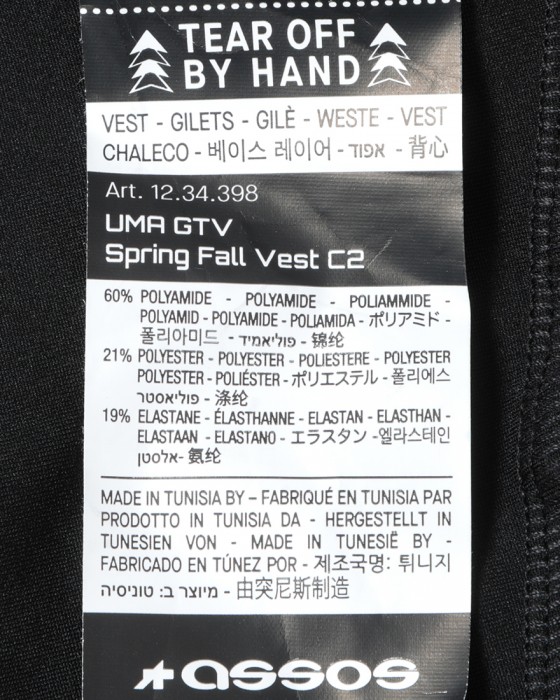 TEAR OFF
BY HAND
VEST - GILETS - GILÈ - WESTE - VEST
CHALECO - 베이스 레이어 - אפוד - 背心
Art. 12.34.398
UMA GTV
Spring Fall Vest C2
60% POLYAMIDE - POLYAMIDE - POLIAMMIDE -
POLYAMID - POLYAMIDE - POLIAMIDA - ポリアミド -
폴리아미드 - פוליאמיד - 锦纶
21% POLYESTER - POLYESTER - POLIESTERE - POLYESTER
POLYESTER - POLIÉSTER - ポリエステル - 폴리에스
פוליאסטר - 涤纶
19% ELASTANE - ÉLASTHANNE - ELASTAN - ELASTHAN -
ELASTAAN - ELASTANO - エラスタン -엘라스테인
אלסטן- 氨纶
MADE IN TUNISIA BY – FABRIQUÉ EN TUNISIA PAR
PRODOTTO IN TUNISIA DA - HERGESTELLT IN
TUNESIEN VON - MADE IN TUNESIË BY -
FABRICADO EN TÚNEZ POR - 제조국명: 튀니지
מיוצר ב: טוניסיה - 由突尼斯制造
assos